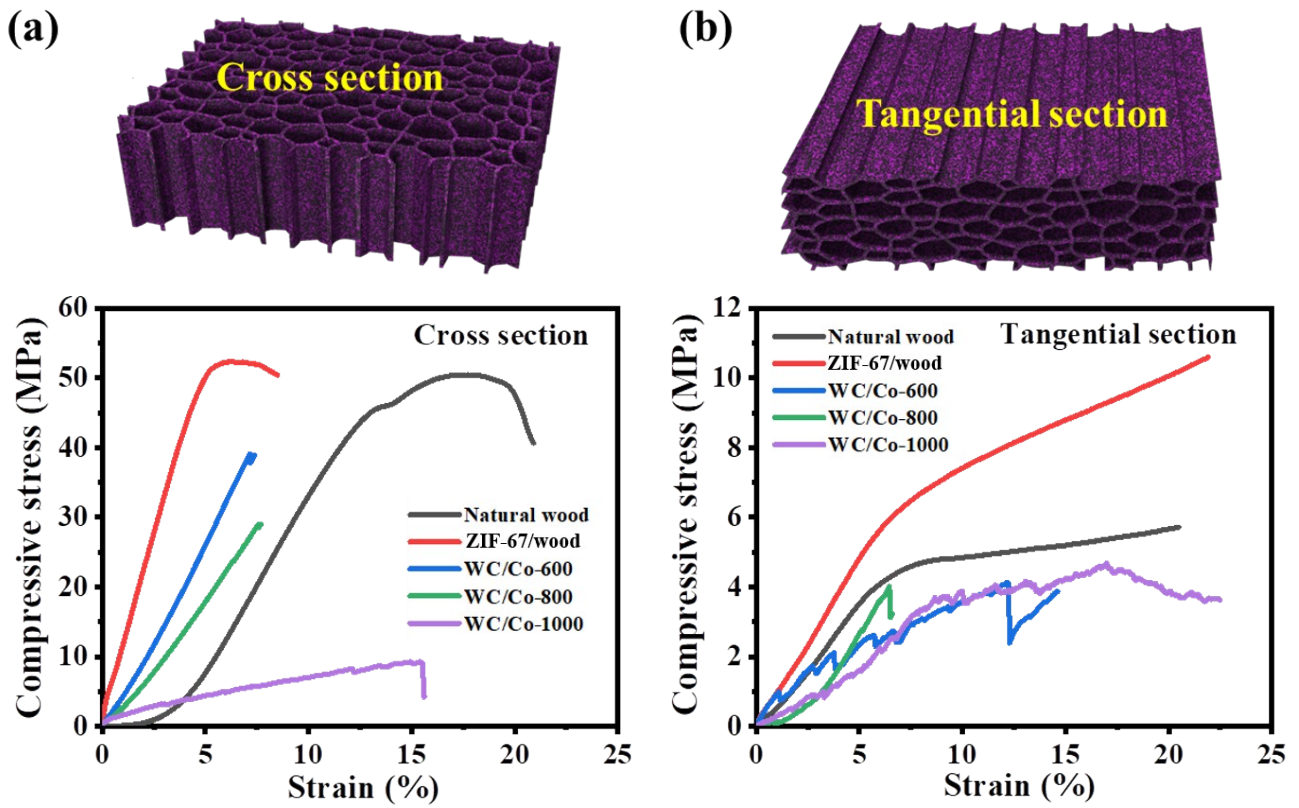 (a)
Cross section
60
50
40
30
20
10
0
Compressive stress (MPa)
Cross section
Natural wood
ZIF-67/wood
WC/Co-600
WC/Co-800
WC/Co-1000
0 5 10 15 20 25
Strain (%)
(b)
Tangential section
12
10
8
6
4
2
0
Compressive stress (MPa)
Tangential section
Natural wood
ZIF-67/wood
WC/Co-600
WC/Co-800
WC/Co-1000
0 5 10 15 20 25
Strain (%)